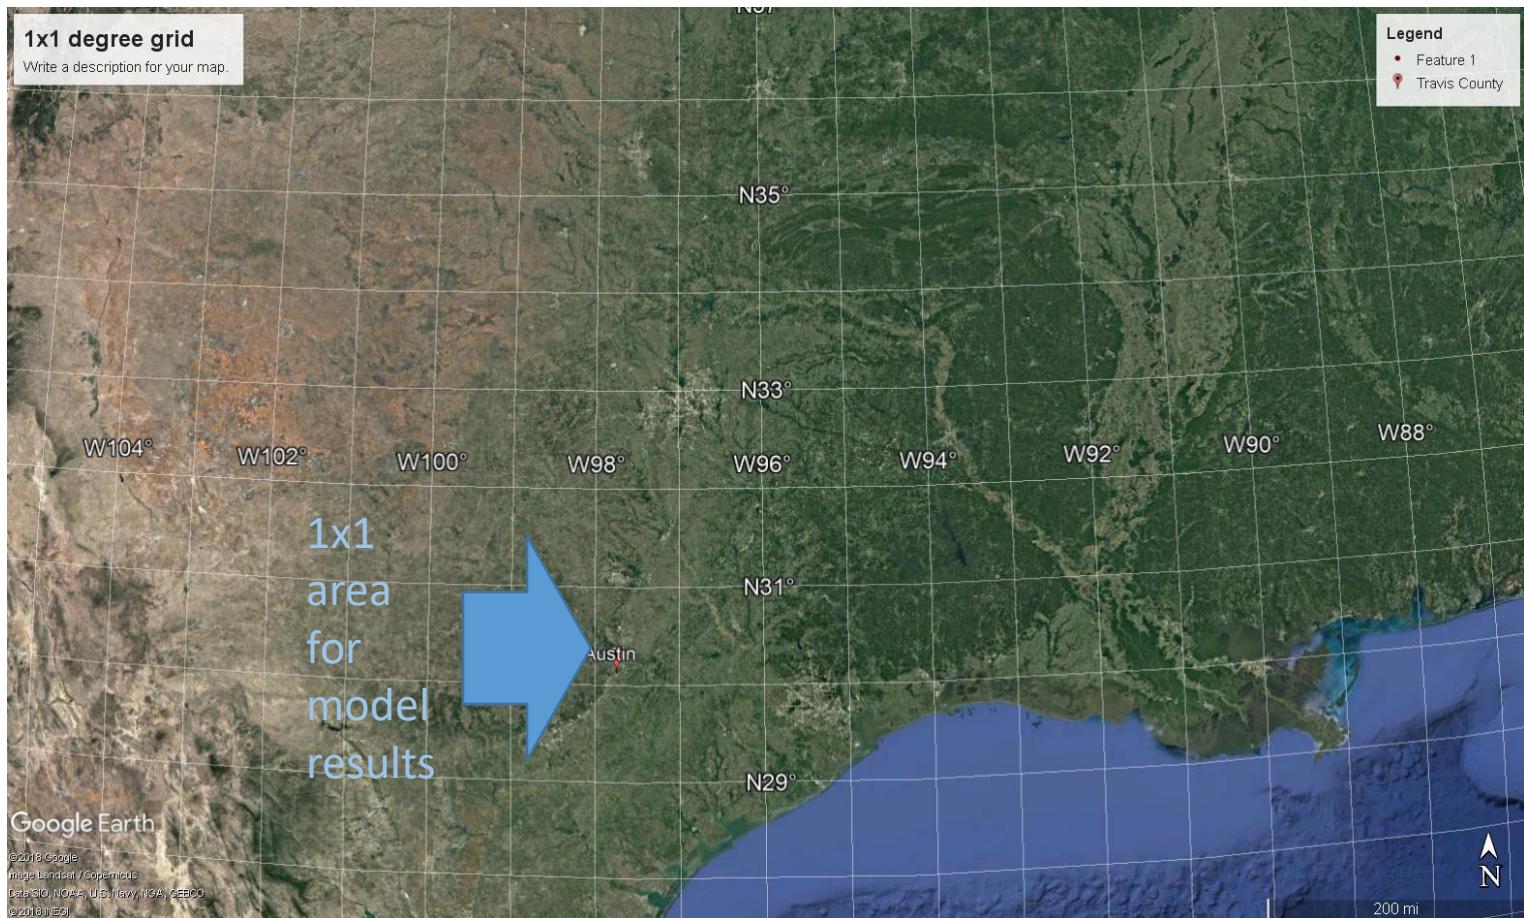 N37
1x1 degree grid
Write a description for your map.
Legend
Feature 1
Travis County
N35°
N33°
W104°
W102°
W100°
W98°
W96°
W94°
W92°
W90°
W88°
1x1
area
for
model
results
N31°
Austin
N29°
Google Earth
©2018 Google
Image Landsat / Copernicus
Data SIO, NOAA, U.S. Navy, NGA, GEBCO
©2018 INEGI
N
200 mi